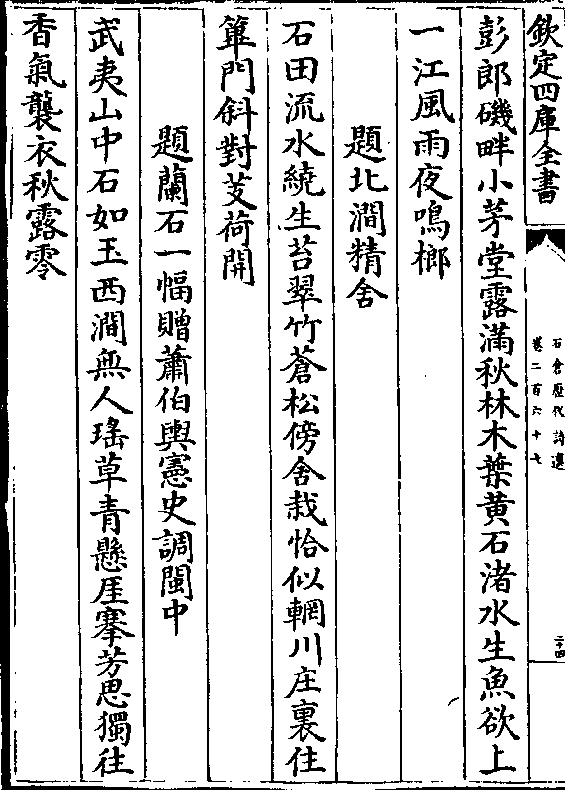 欽定四庫全書
石倉歷代詩選
卷二百六十七
二十四
彭郎磯畔小茅堂露滿秋林木葉黃石渚水生魚欲上
一江風雨夜鳴榔
題北澗精舍
石田流水繞生苔翠竹蒼松傍舍栽恰似輞川庄裏住
篳門斜對芰荷開
題蘭石一幅贈蕭伯輿憲史調閩中
武夷山中石如玉西澗無人瑤草青懸厓搴芳思獨往
香氣襲衣秋露零